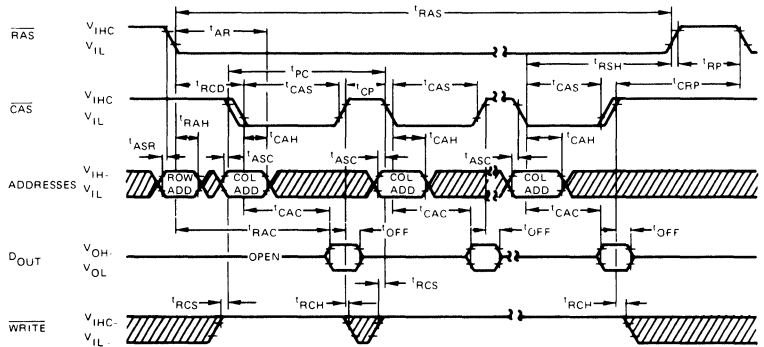 tRAS
RAS VIHC
tAR
VIL
tRSH tRP
tPC
tRCD tCAS tCP tCAS tCAS tCRP
CAS VIHC
VIL
tRAH tCAH tCAH tCAH
tASR tASC tASC tASC
ADDRESSES VIH-
VIL
ROW ADD
COL ADD
COL ADD
COL ADD
tCAC tCAC tCAC
tRAC tOFF tOFF tOFF
DOUT VOH-
VOL
OPEN
tRCS tRCH tRCS tRCH
WRITE VIHC-
VIL-